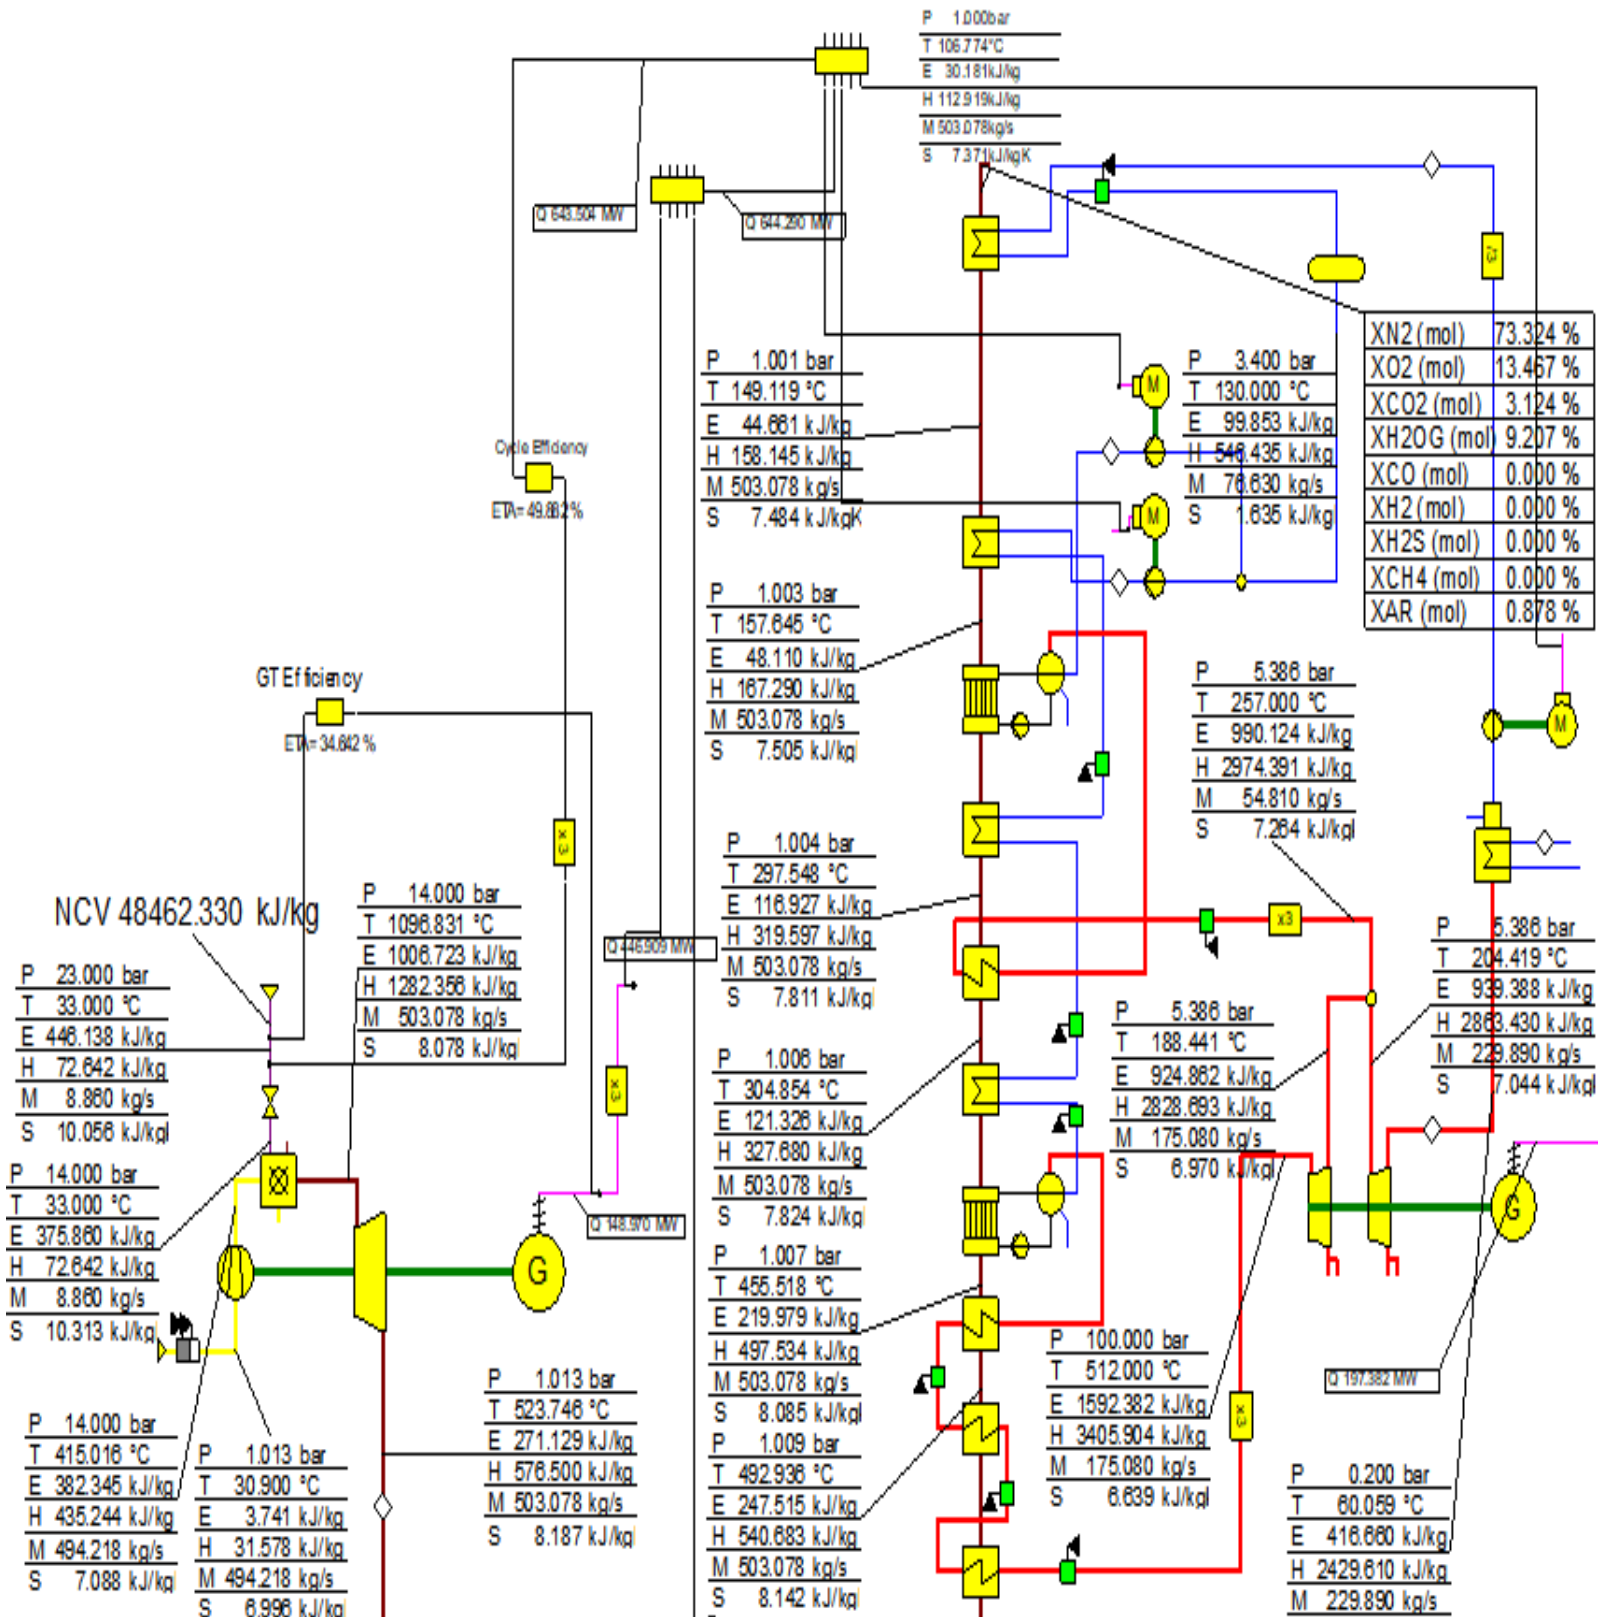 P 1.000bar
T 106.774°C
E 30.181kJ/kg
H 112.919kJ/kg
M 503.078kg/s
S 7.371kJ/kgK
Q 643.504 MW
Q 644.290 MW
/3
XN2 (mol) 73.324 %
XO2 (mol) 13.467 %
XCO2 (mol) 3.124 %
XH2OG (mol) 9.207 %
XCO (mol) 0.000 %
XH2 (mol) 0.000 %
XH2S (mol) 0.000 %
XCH4 (mol) 0.000 %
XAR (mol) 0.878 %
P 1.001 bar
T 149.119 °C
E 44.661 kJ/kg
H 158.145 kJ/kg
M 503.078 kg/s
S 7.484 kJ/kgK
M
P 3.400 bar
T 130.000 °C
E 99.853 kJ/kg
H 546.435 kJ/kg
M 76.630 kg/s
S 1.635 kJ/kg
M
Cycle Efficiency
ETA= 49.882 %
P 1.003 bar
T 157.645 °C
E 48.110 kJ/kg
H 167.290 kJ/kg
M 503.078 kg/s
S 7.505 kJ/kg
GT Efficiency
ETA= 34.642 %
P 5.386 bar
T 257.000 °C
E 990.124 kJ/kg
H 2974.391 kJ/kg
M 54.810 kg/s
S 7.264 kJ/kg
M
x3
P 1.004 bar
T 297.548 °C
E 116.927 kJ/kg
H 319.597 kJ/kg
M 503.078 kg/s
S 7.811 kJ/kg
NCV 48462.330 kJ/kg
P 14.000 bar
T 1096.831 °C
E 1006.723 kJ/kg
H 1282.356 kJ/kg
M 503.078 kg/s
S 8.078 kJ/kg
Q 446.909 MW
x3
P 5.386 bar
T 204.419 °C
E 939.388 kJ/kg
H 2863.430 kJ/kg
M 229.890 kg/s
S 7.044 kJ/kg
P 23.000 bar
T 33.000 °C
E 446.138 kJ/kg
H 72.642 kJ/kg
M 8.860 kg/s
S 10.056 kJ/kg
P 5.386 bar
T 188.441 °C
E 924.862 kJ/kg
H 2828.693 kJ/kg
M 175.080 kg/s
S 6.970 kJ/kg
x3
P 1.006 bar
T 304.854 °C
E 121.326 kJ/kg
H 327.680 kJ/kg
M 503.078 kg/s
S 7.824 kJ/kg
P 14.000 bar
T 33.000 °C
E 375.860 kJ/kg
H 72.642 kJ/kg
M 8.860 kg/s
S 10.313 kJ/kg
Q 148.970 MW
G
G
P 1.007 bar
T 455.518 °C
E 219.979 kJ/kg
H 497.534 kJ/kg
M 503.078 kg/s
S 8.085 kJ/kg
P 100.000 bar
T 512.000 °C
E 1592.382 kJ/kg
H 3405.904 kJ/kg
M 175.080 kg/s
S 6.639 kJ/kg
Q 197.382 MW
x3
P 1.013 bar
T 523.746 °C
E 271.129 kJ/kg
H 576.500 kJ/kg
M 503.078 kg/s
S 8.187 kJ/kg
P 14.000 bar
T 415.016 °C
E 382.345 kJ/kg
H 435.244 kJ/kg
M 494.218 kg/s
S 7.088 kJ/kg
P 1.013 bar
T 30.900 °C
E 3.741 kJ/kg
H 31.578 kJ/kg
M 494.218 kg/s
S 6.996 kJ/kg
P 1.009 bar
T 492.936 °C
E 247.515 kJ/kg
H 540.683 kJ/kg
M 503.078 kg/s
S 8.142 kJ/kg
P 0.200 bar
T 60.059 °C
E 416.660 kJ/kg
H 2429.610 kJ/kg
M 229.890 kg/s